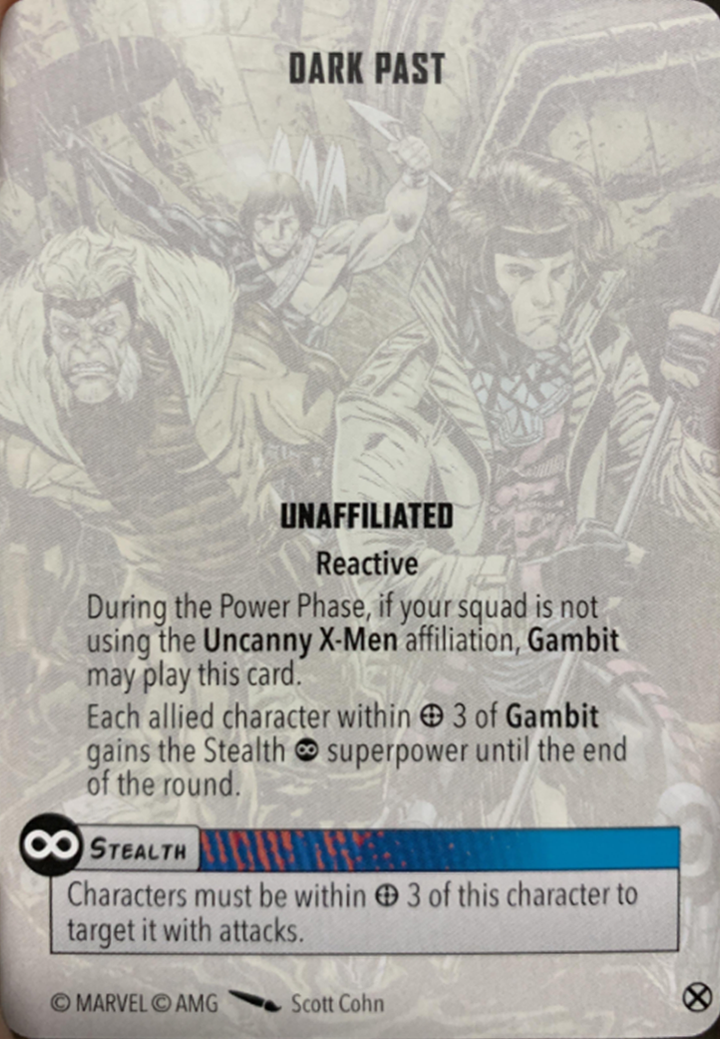 DARK PAST
UNAFFILIATED
Reactive
During the Power Phase, if your squad is not
using the Uncanny X-Men affiliation, Gambit
may play this card.
Each allied character within ⊕ 3 of Gambit
gains the Stealth ∞ superpower until the end
of the round.
∞ STEALTH
Characters must be within ⊕ 3 of this character to
target it with attacks.
© MARVEL © AMG Scott Cohn